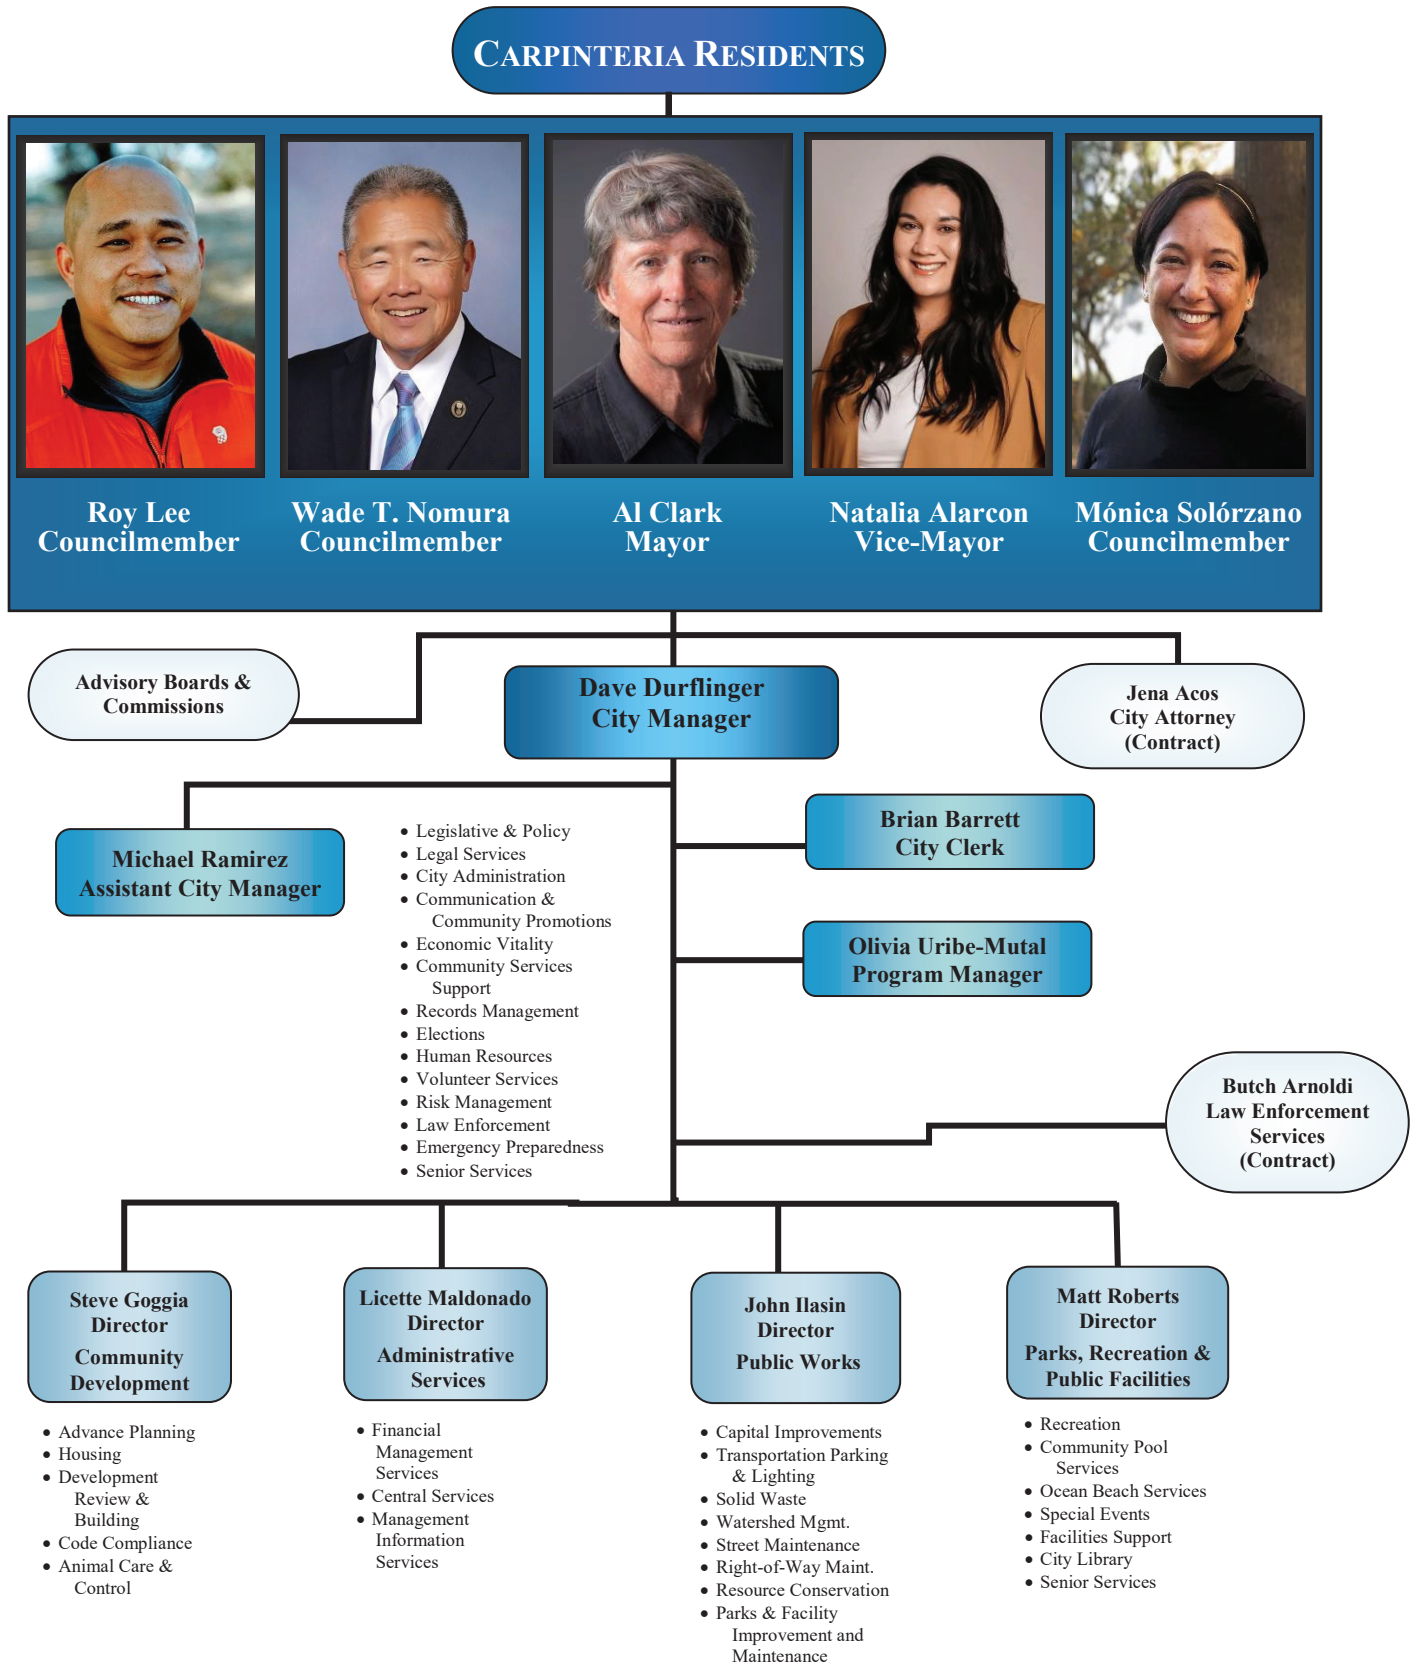 CARPINTERIA RESIDENTS
Roy Lee
Councilmember
Wade T. Nomura
Councilmember
Al Clark
Mayor
Natalia Alarcon
Vice-Mayor
Mónica Solórzano
Councilmember
Advisory Boards &
Commissions
Dave Durflinger
City Manager
Jena Acos
City Attorney
(Contract)
Michael Ramirez
Assistant City Manager
• Legislative & Policy
• Legal Services
• City Administration
• Communication &
Community Promotions
• Economic Vitality
• Community Services
Support
• Records Management
• Elections
• Human Resources
• Volunteer Services
• Risk Management
• Law Enforcement
• Emergency Preparedness
• Senior Services
Brian Barrett
City Clerk
Olivia Uribe-Mutal
Program Manager
Butch Arnoldi
Law Enforcement
Services
(Contract)
Steve Goggia
Director
Community
Development
• Advance Planning
• Housing
• Development
Review &
Building
• Code Compliance
• Animal Care &
Control
Licette Maldonado
Director
Administrative
Services
• Financial
Management
Services
• Central Services
• Management
Information
Services
John Ilasin
Director
Public Works
• Capital Improvements
• Transportation Parking
& Lighting
• Solid Waste
• Watershed Mgmt.
• Street Maintenance
• Right-of-Way Maint.
• Resource Conservation
• Parks & Facility
Improvement and
Maintenance
Matt Roberts
Director
Parks, Recreation &
Public Facilities
• Recreation
• Community Pool
Services
• Ocean Beach Services
• Special Events
• Facilities Support
• City Library
• Senior Services